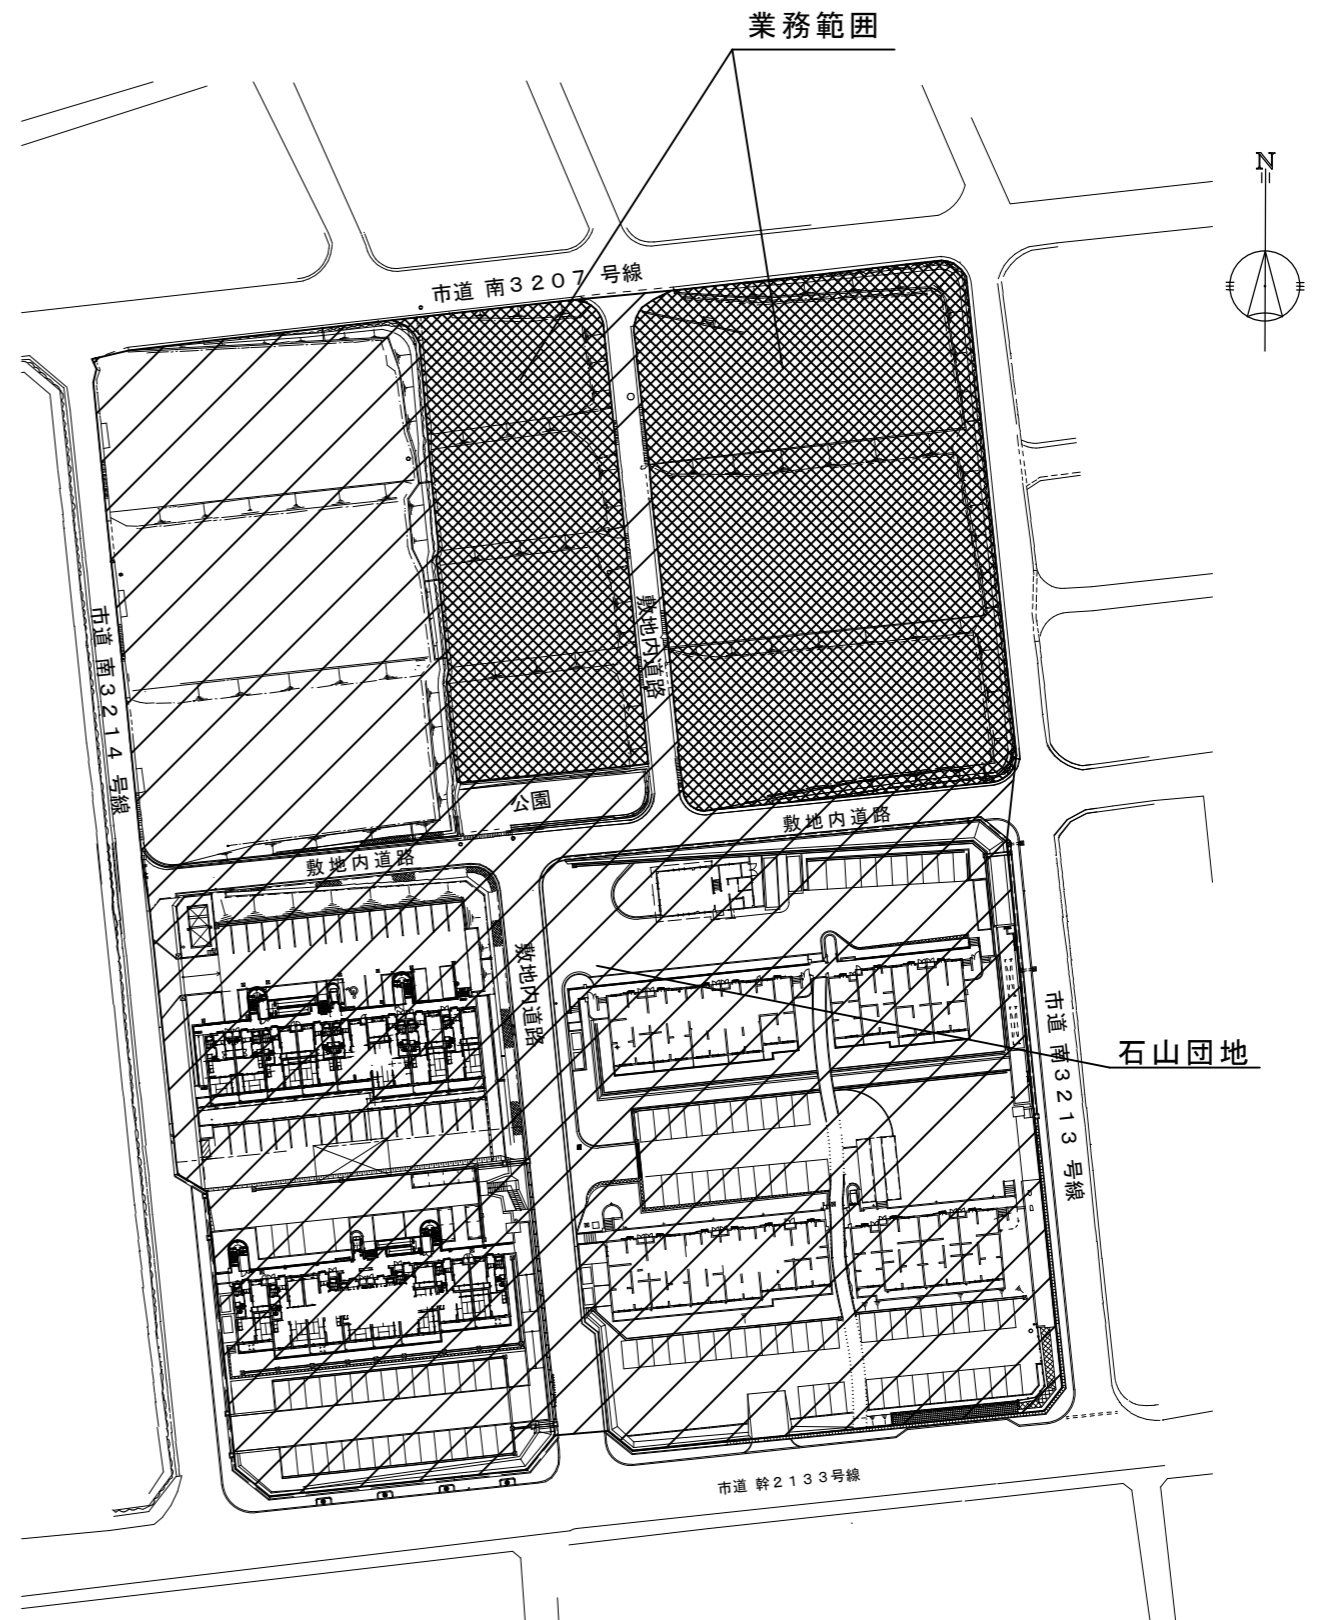 業務範囲
N
市道 南３２０７ 号線
敷地内道路
市道 南３２１４ 号線
公園
敷地内道路
敷地内道路
敷地内道路
市道 南３２１３ 号線
石山団地
市道 幹２１３３号線